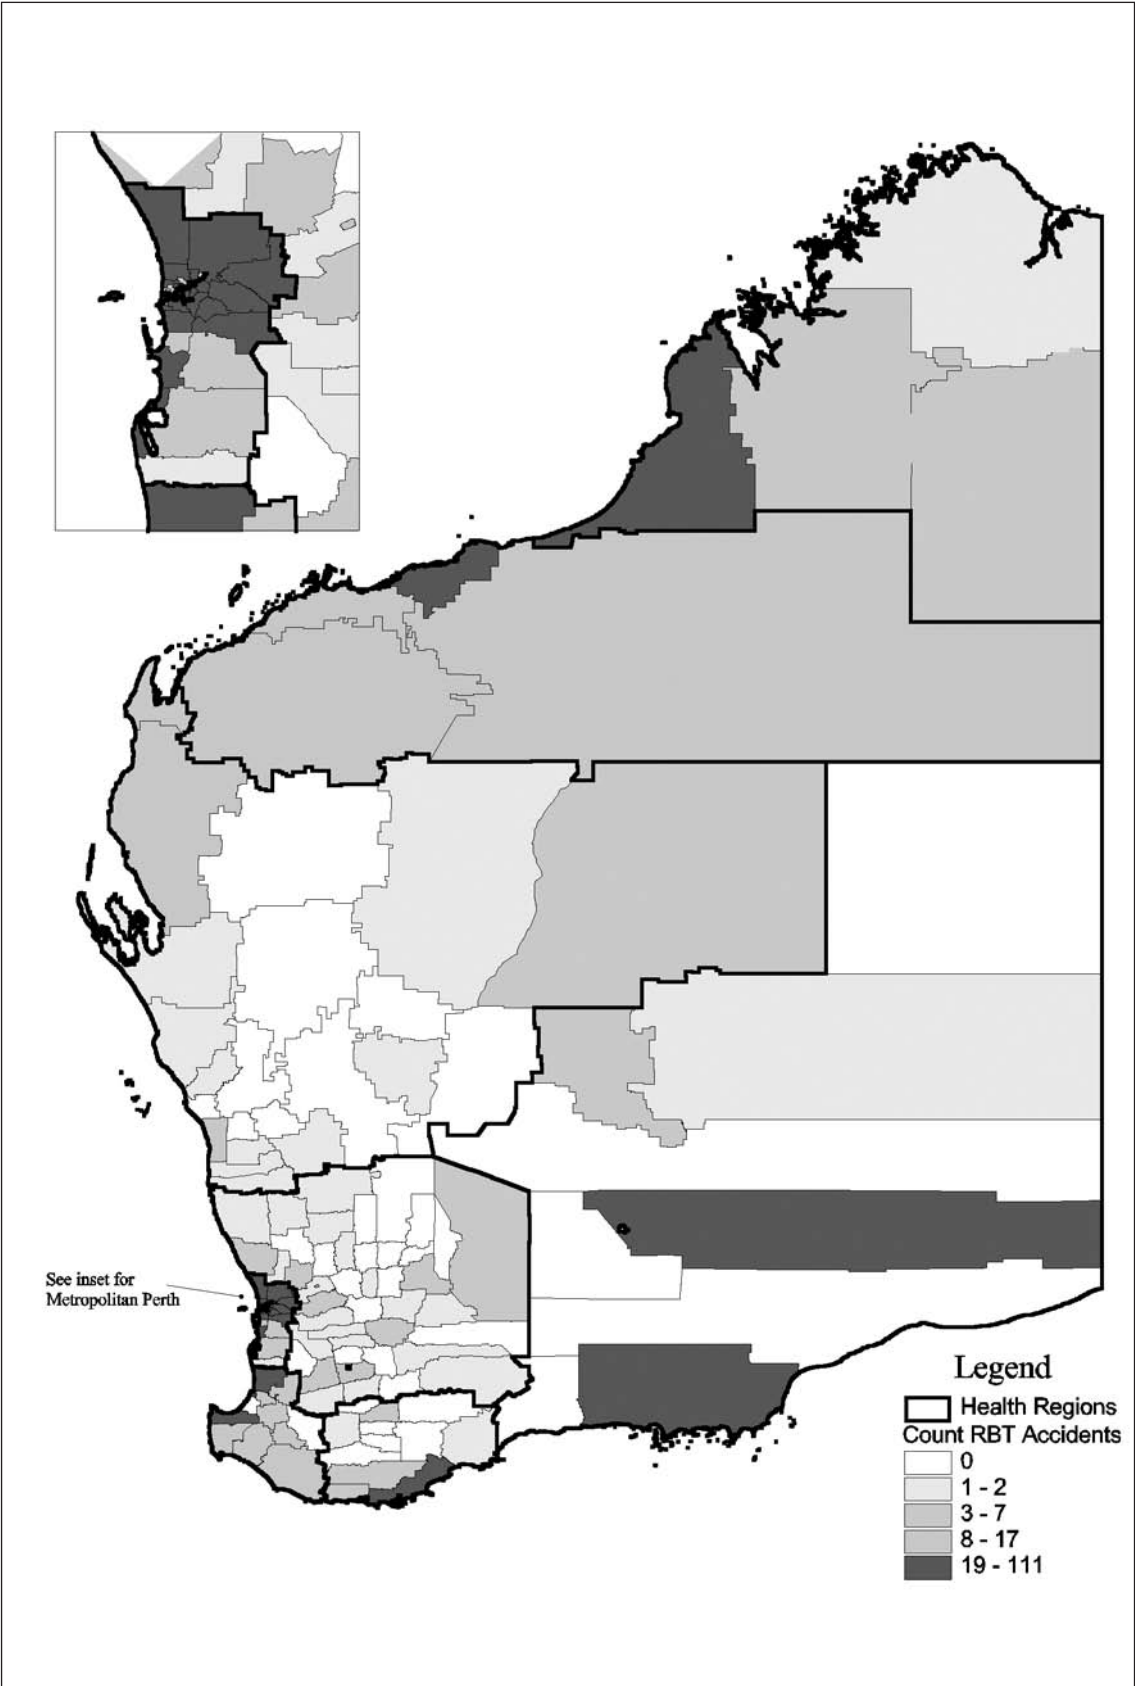 See inset for
Metropolitan Perth
Legend
Health Regions
Count RBT Accidents
0
1 - 2
3 - 7
8 - 17
19 - 111